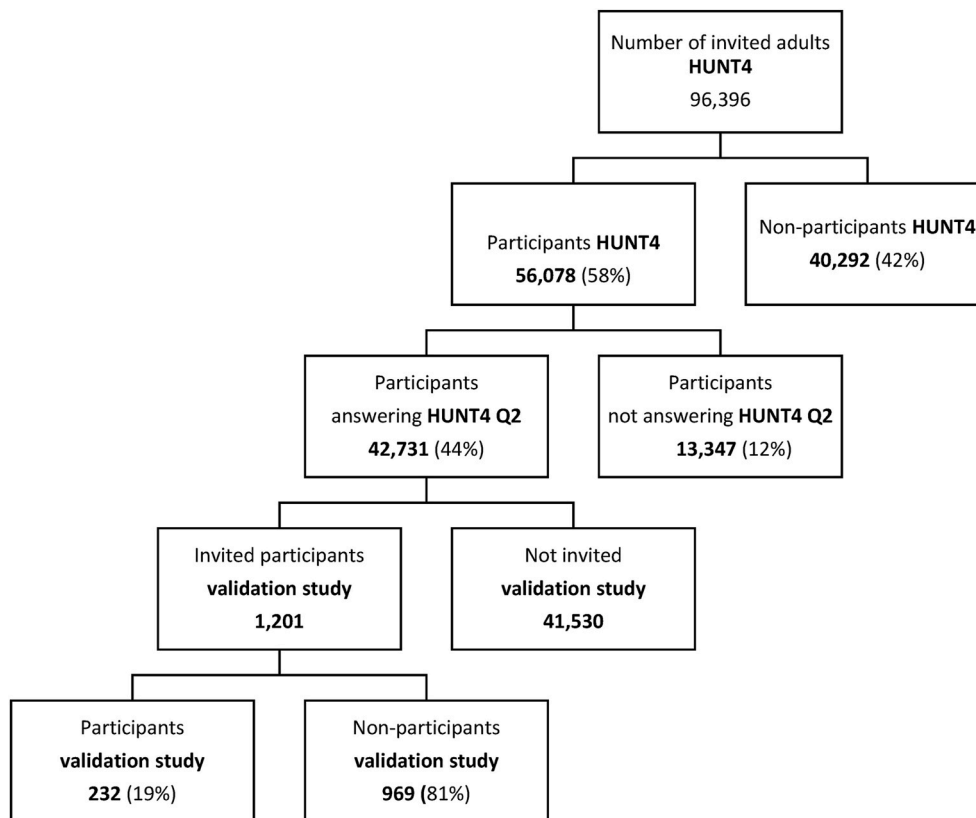 Number of invited adults
HUNT4
96,396
Participants HUNT4
56,078 (58%)
Non-participants HUNT4
40,292 (42%)
Participants
answering HUNT4 Q2
42,731 (44%)
Participants
not answering HUNT4 Q2
13,347 (12%)
Invited participants
validation study
1,201
Not invited
validation study
41,530
Participants
validation study
232 (19%)
Non-participants
validation study
969 (81%)